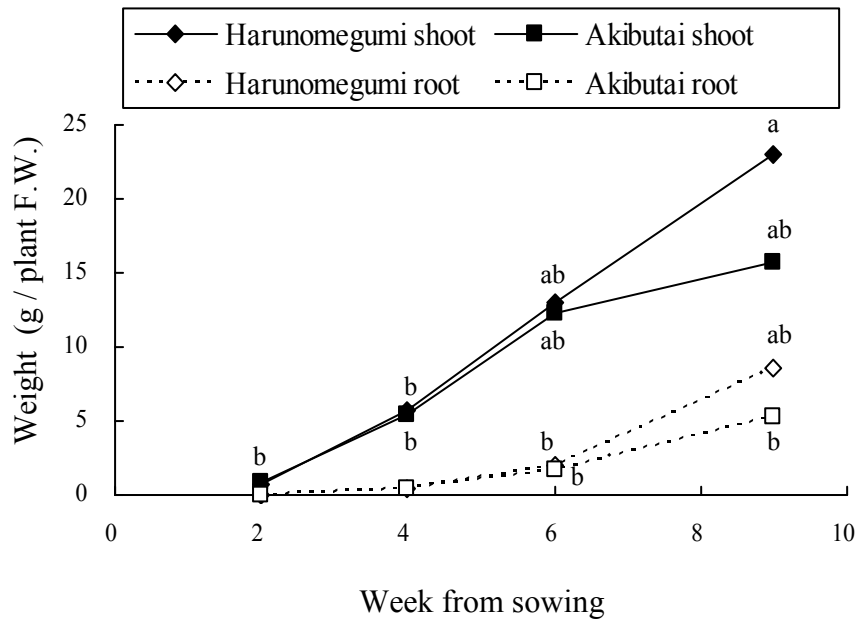 Harunomegumi shoot Akibutai shoot
Harunomegumi root Akibutai root
25
a
20
ab
15
ab
ab
ab
10
b
5
b
b
b
b
b
0
0 2 4 6 8 10
Weight (g / plant F.W.)
Week from sowing